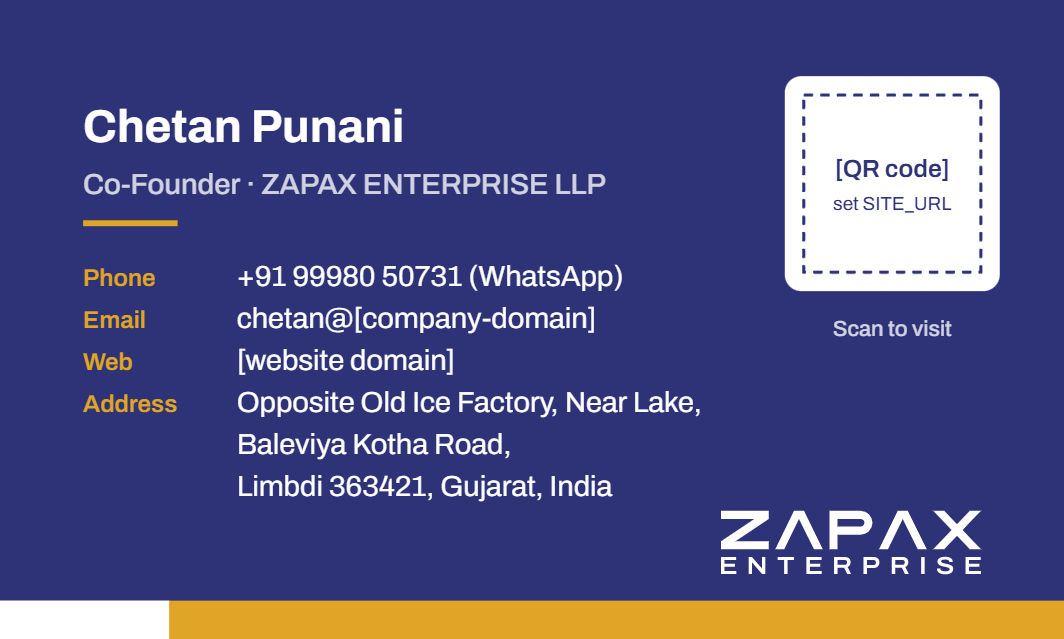 Chetan Punani
Co-Founder · ZAPAX ENTERPRISE LLP
Phone +91 99980 50731 (WhatsApp)
Email chetan@[company-domain]
Web [website domain]
Address Opposite Old Ice Factory, Near Lake,
Baleviya Kotha Road,
Limbdi 363421, Gujarat, India
[QR code]
set SITE_URL
Scan to visit
ZAPAX
ENTERPRISE